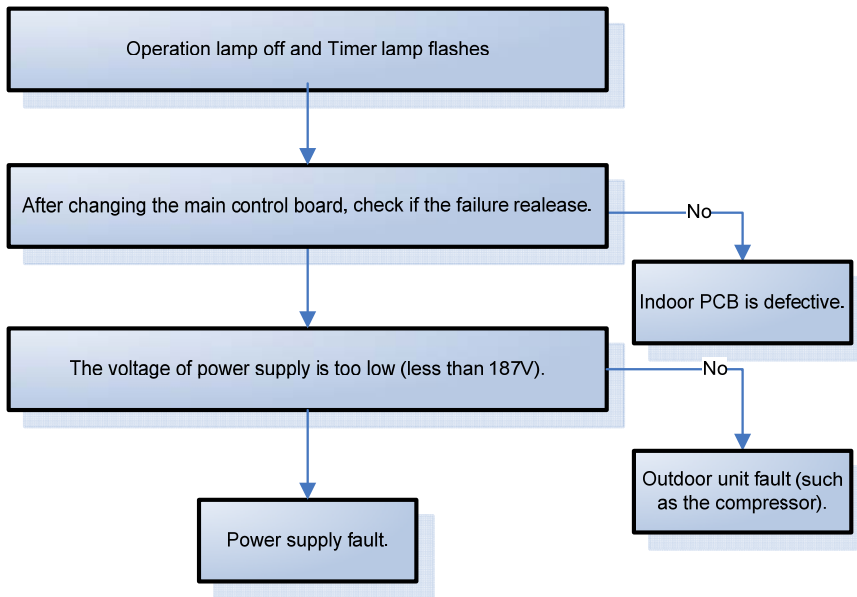 Operation lamp off and Timer lamp flashes
After changing the main control board, check if the failure realease.
No
Indoor PCB is defective.
The voltage of power supply is too low (less than 187V).
No
Outdoor unit fault (such
as the compressor).
Power supply fault.